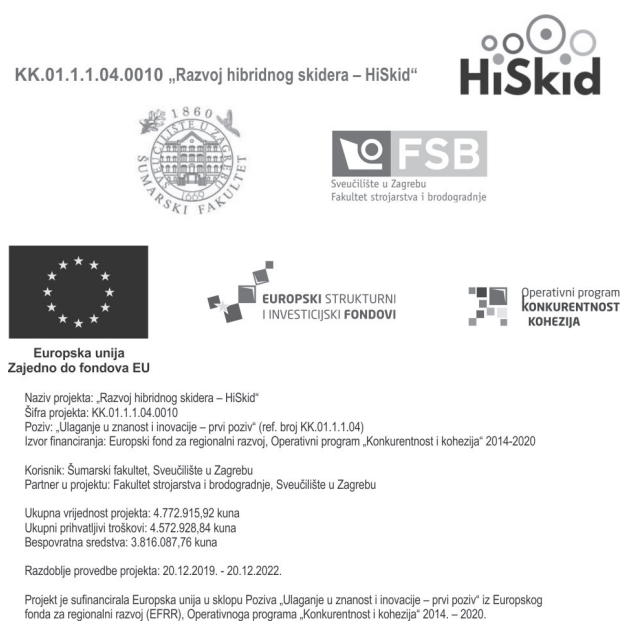 KK.01.1.1.04.0010 „Razvoj hibridnog skidera – HiSkid“
HiSkid
1860
SVEUČILIŠTE U ZAGREBU
ŠUMARSKI FAKULTET
1669
FSB
Sveučilište u Zagrebu
Fakultet strojarstva i brodogradnje
Europska unija
Zajedno do fondova EU
EUROPSKI STRUKTURNI
I INVESTICIJSKI FONDOVI
Operativni program
KONKURENTNOST
I KOHEZIJA
Naziv projekta: „Razvoj hibridnog skidera – HiSkid“
Šifra projekta: KK.01.1.1.04.0010
Poziv: „Ulaganje u znanost i inovacije – prvi poziv“ (ref. broj KK.01.1.1.04)
Izvor financiranja: Europski fond za regionalni razvoj, Operativni program „Konkurentnost i kohezija“ 2014-2020
Korisnik: Šumarski fakultet, Sveučilište u Zagrebu
Partner u projektu: Fakultet strojarstva i brodogradnje, Sveučilište u Zagrebu
Ukupna vrijednost projekta: 4.772.915,92 kuna
Ukupni prihvatljivi troškovi: 4.572.928,84 kuna
Bespovratna sredstva: 3.816.087,76 kuna
Razdoblje provedbe projekta: 20.12.2019. - 20.12.2022.
Projekt je sufinancirala Europska unija u sklopu Poziva „Ulaganje u znanost i inovacije – prvi poziv“ iz Europskog
fonda za regionalni razvoj (EFRR), Operativnoga programa „Konkurentnost i kohezija“ 2014. – 2020.